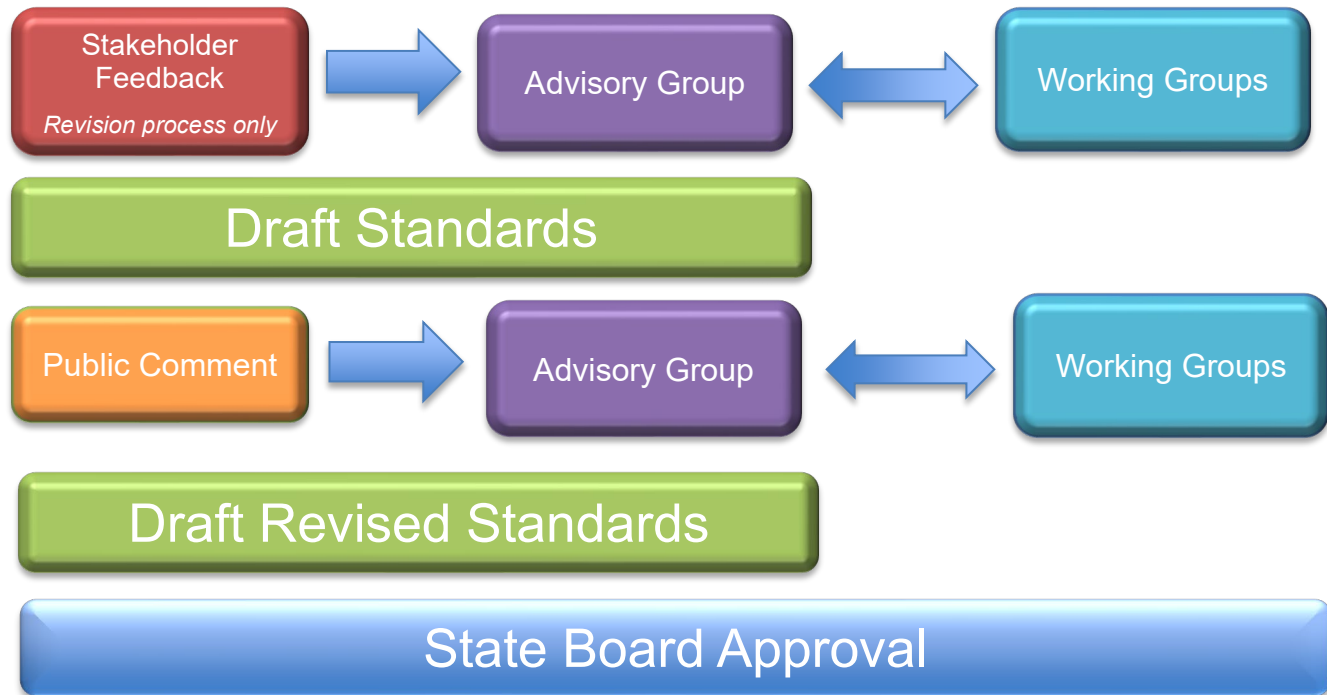 Stakeholder
Feedback
Revision process only
Advisory Group
Working Groups
Draft Standards
Public Comment
Advisory Group
Working Groups
Draft Revised Standards
State Board Approval